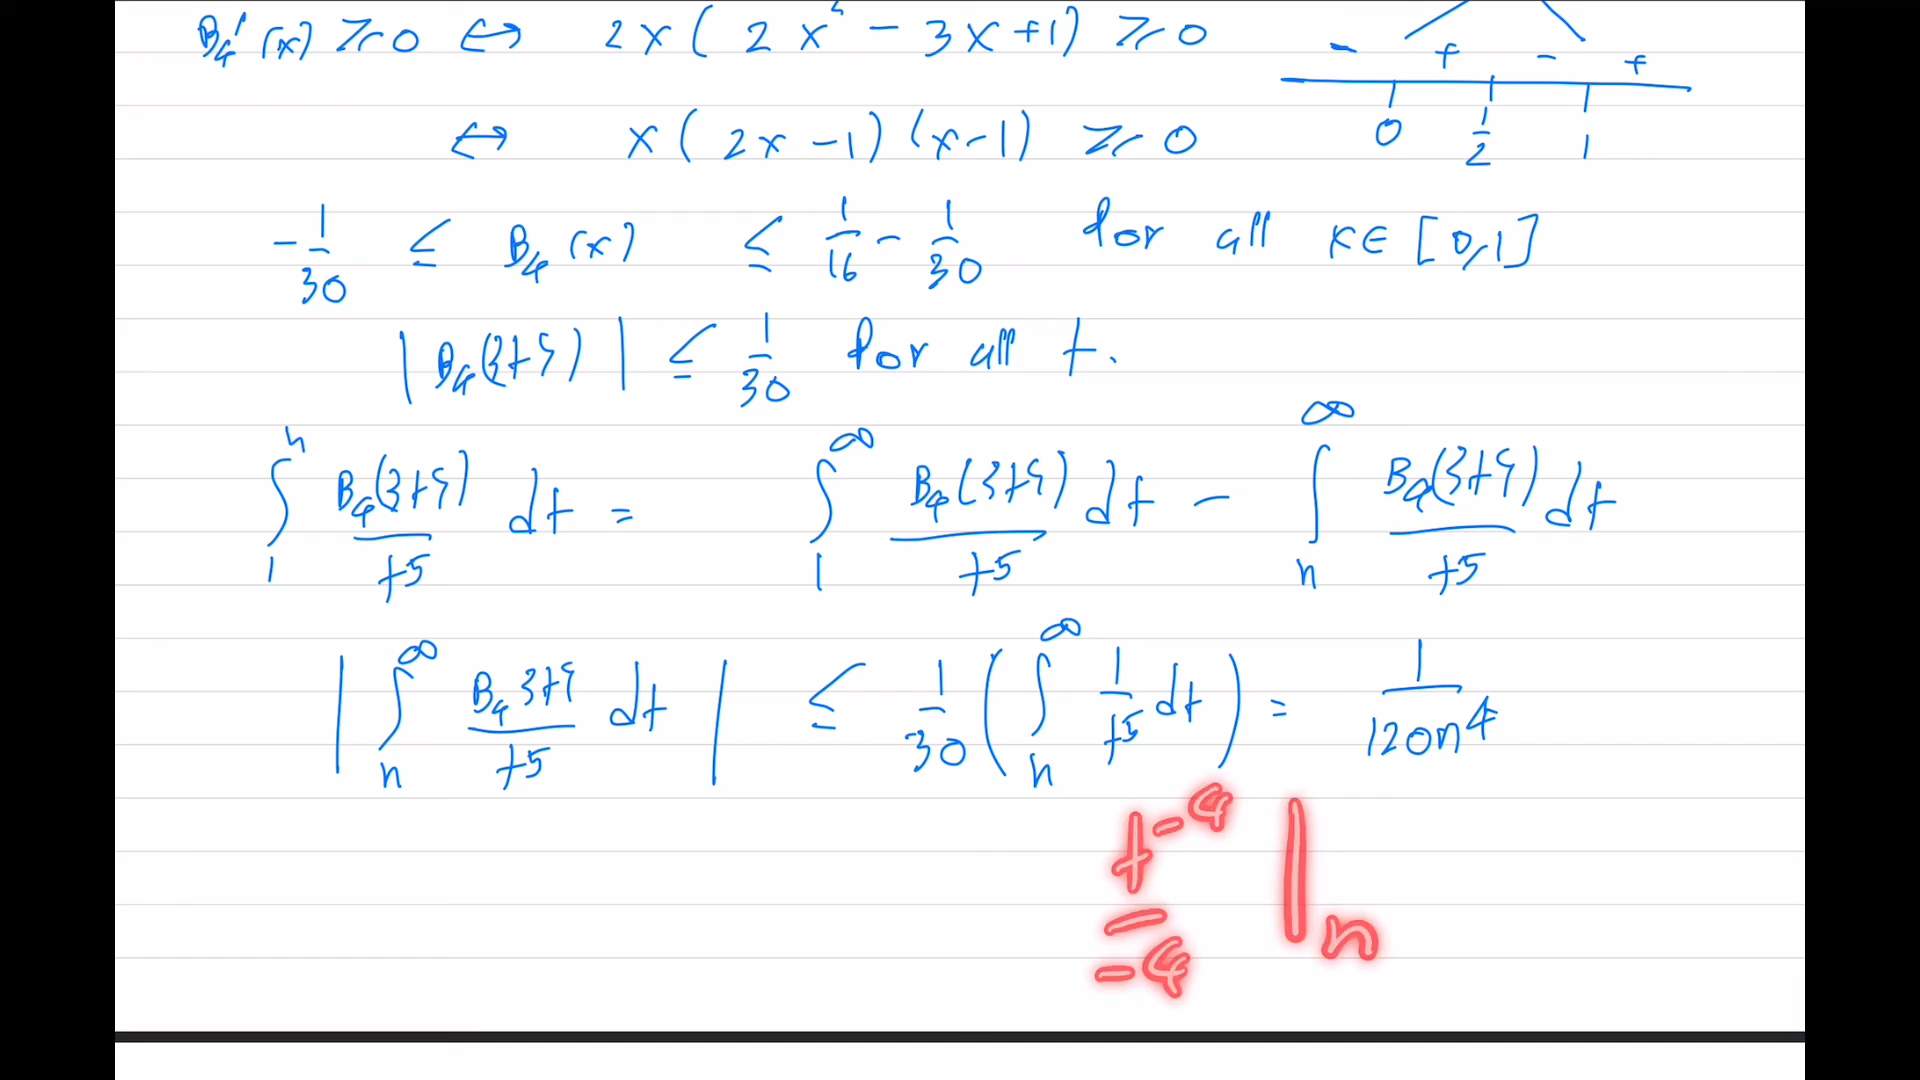 B₄'(x) ≥ 0 ↔ 2x(2x² - 3x + 1) ≥ 0
- + - +
0 1/2 1
↔ x(2x - 1)(x - 1) ≥ 0
-1/30 ≤ B₄(x) ≤ 1/16 - 1/30 for all x ∈ [0,1]
|B₄({t})| ≤ 1/30 for all t.
∫₁ⁿ B₄({t})/t⁵ dt = ∫₁^∞ B₄({t})/t⁵ dt - ∫ₙ^∞ B₄({t})/t⁵ dt
|∫ₙ^∞ B₄{t}/t⁵ dt| ≤ 1/30 (∫ₙ^∞ 1/t⁵ dt) = 1/120n⁴
t⁻⁴/-4 |ₙ